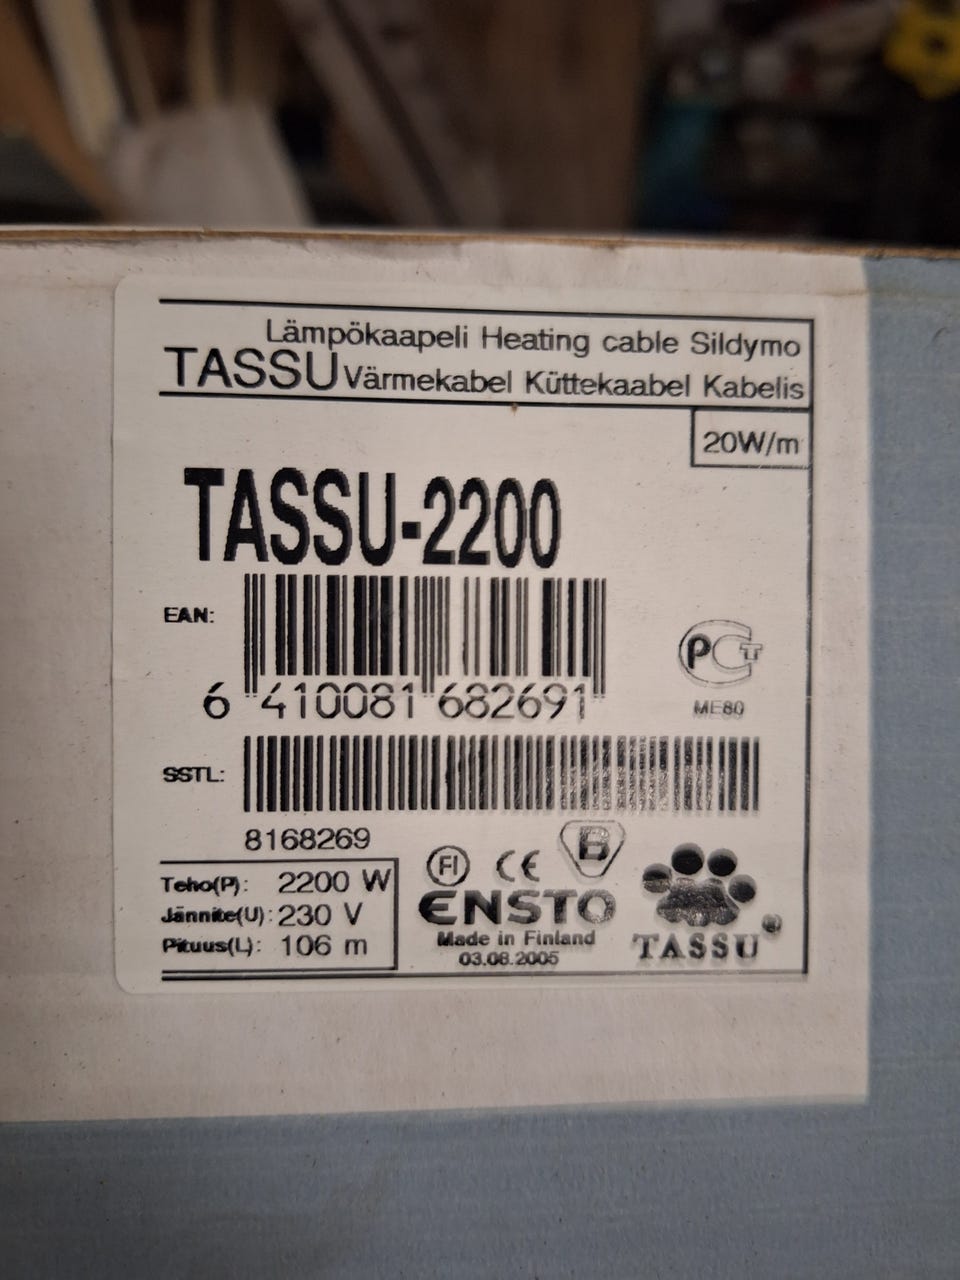 Lämpökaapeli Heating cable Sildymo
TASSU Värmekabel Küttekaabel Kabelis
20W/m
TASSU-2200
EAN:
6 410081 682691
PCT
ME80
SSTL:
8168269
Teho(P): 2200 W
Jännite(U): 230 V
Pituus(L): 106 m
FI CE B
ENSTO
Made in Finland
03.08.2005
TASSU®